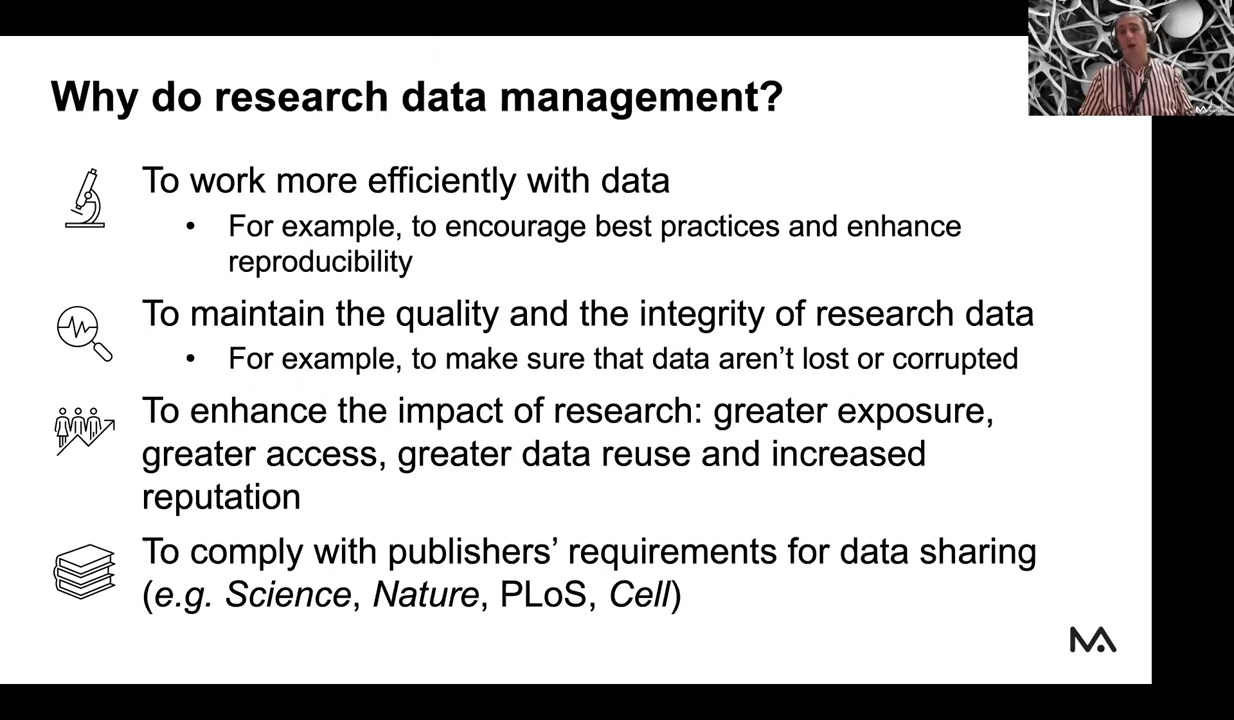 Why do research data management?
To work more efficiently with data
• For example, to encourage best practices and enhance
reproducibility
To maintain the quality and the integrity of research data
• For example, to make sure that data aren't lost or corrupted
To enhance the impact of research: greater exposure,
greater access, greater data reuse and increased
reputation
To comply with publishers' requirements for data sharing
(e.g. Science, Nature, PLoS, Cell)